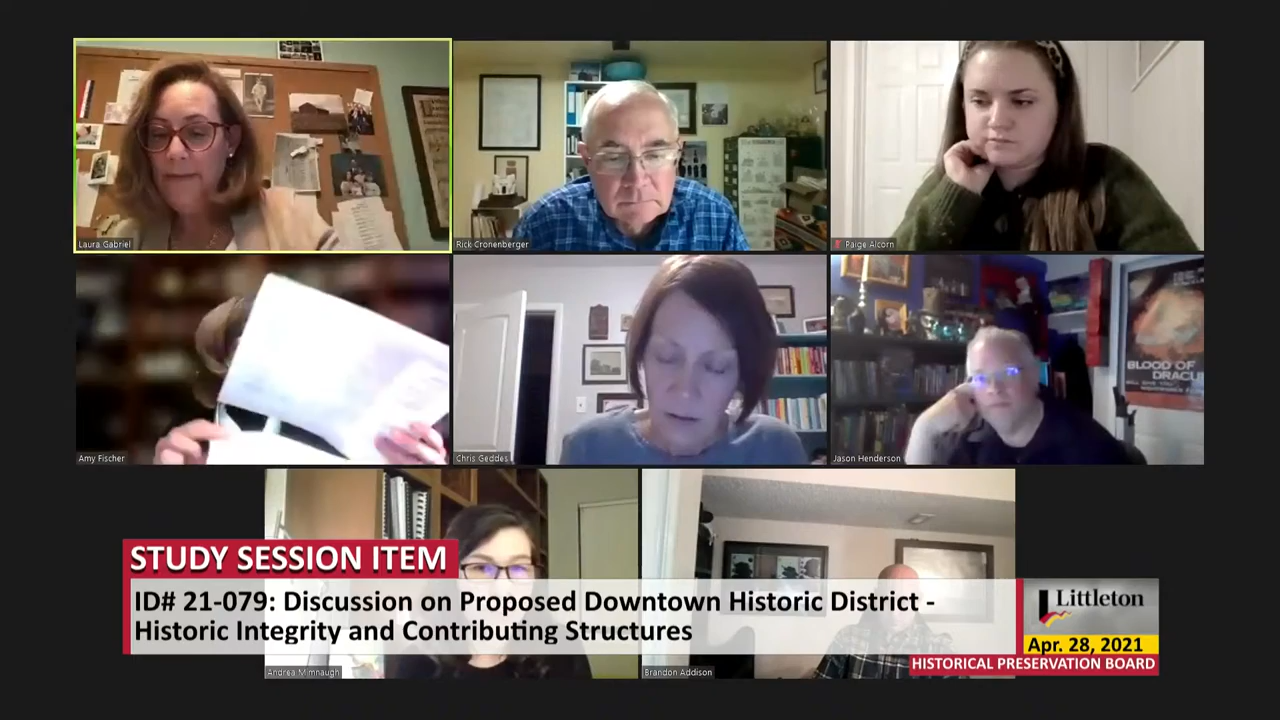 Laura Gabriel
Rick Cronenberger
Paige Alcorn
BLOOD OF
Amy Fischer
Chris Geddes
Jason Henderson
STUDY SESSION ITEM
ID# 21-079: Discussion on Proposed Downtown Historic District -
Historic Integrity and Contributing Structures
Littleton
Apr. 28, 2021
HISTORICAL PRESERVATION BOARD
Andrea Mimnaugh
Brandon Addison